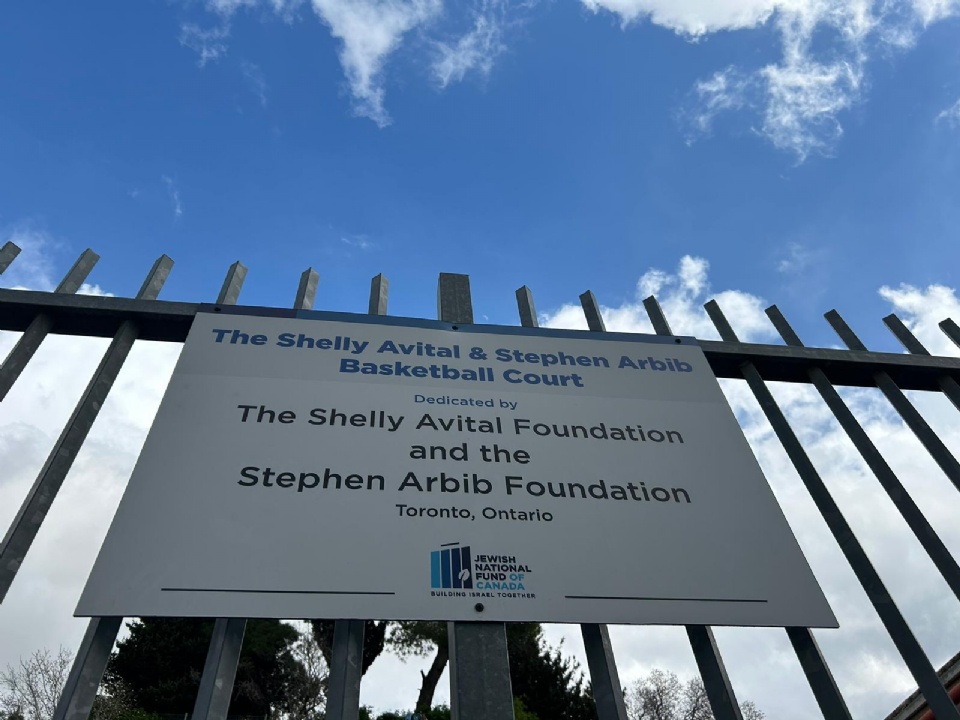 The Shelly Avital & Stephen Arbib
Basketball Court
Dedicated by
The Shelly Avital Foundation
and the
Stephen Arbib Foundation
Toronto, Ontario
JEWISH
NATIONAL
FUND OF
CANADA
BUILDING ISRAEL TOGETHER